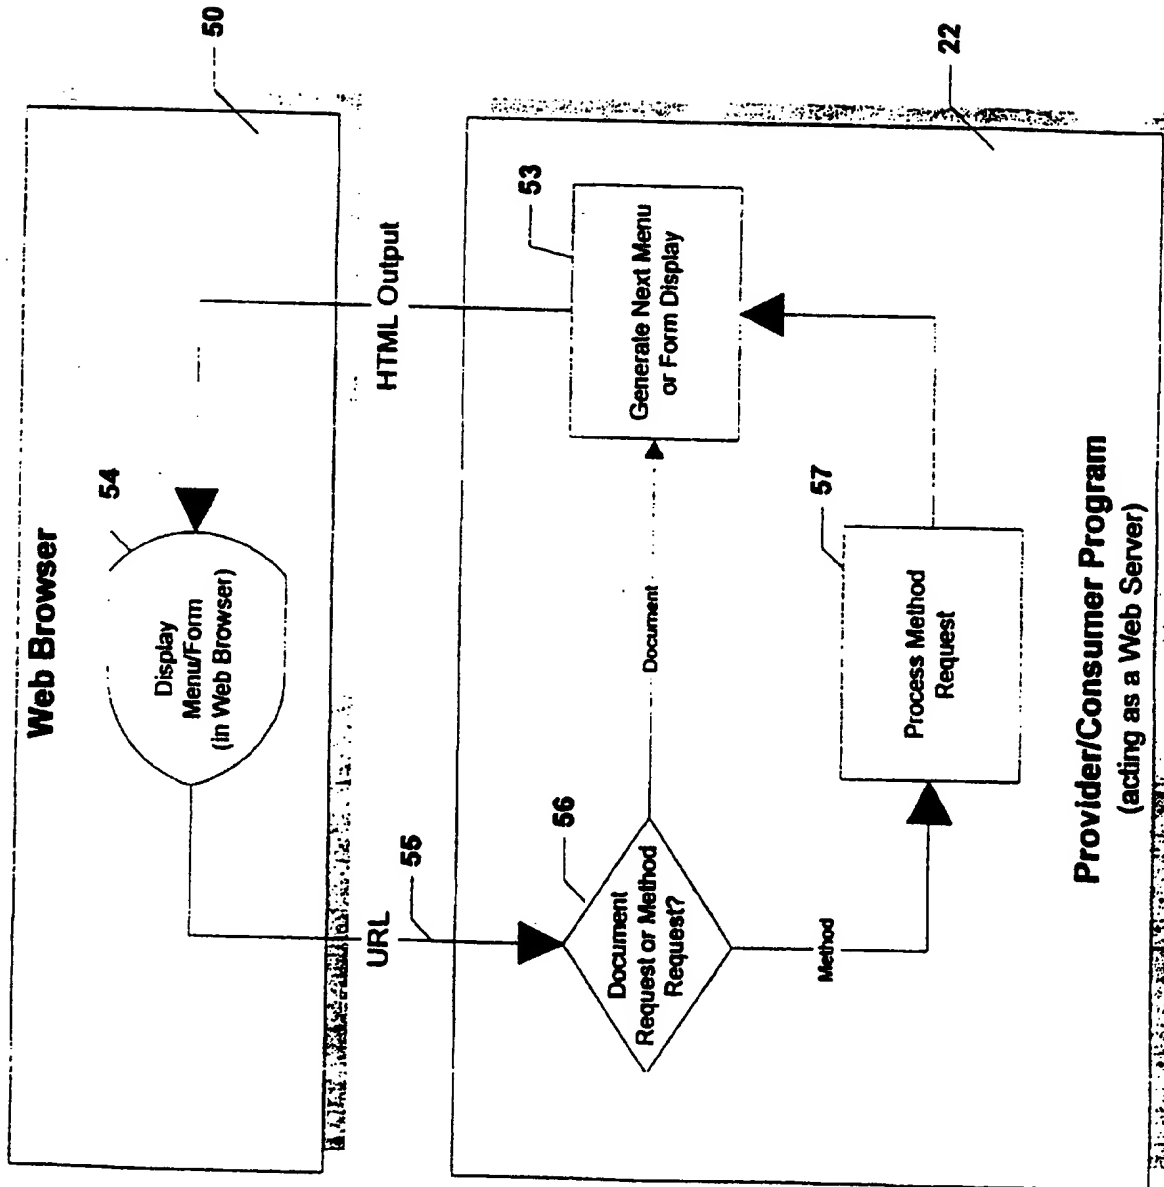 Web Browser
50
54
Display
Menu/Form
(in Web Browser)
URL
55
HTML Output
56
Document
Request or Method
Request?
Document
53
Generate Next Menu
or Form Display
Method
57
Process Method
Request
22
Provider/Consumer Program
(acting as a Web Server)